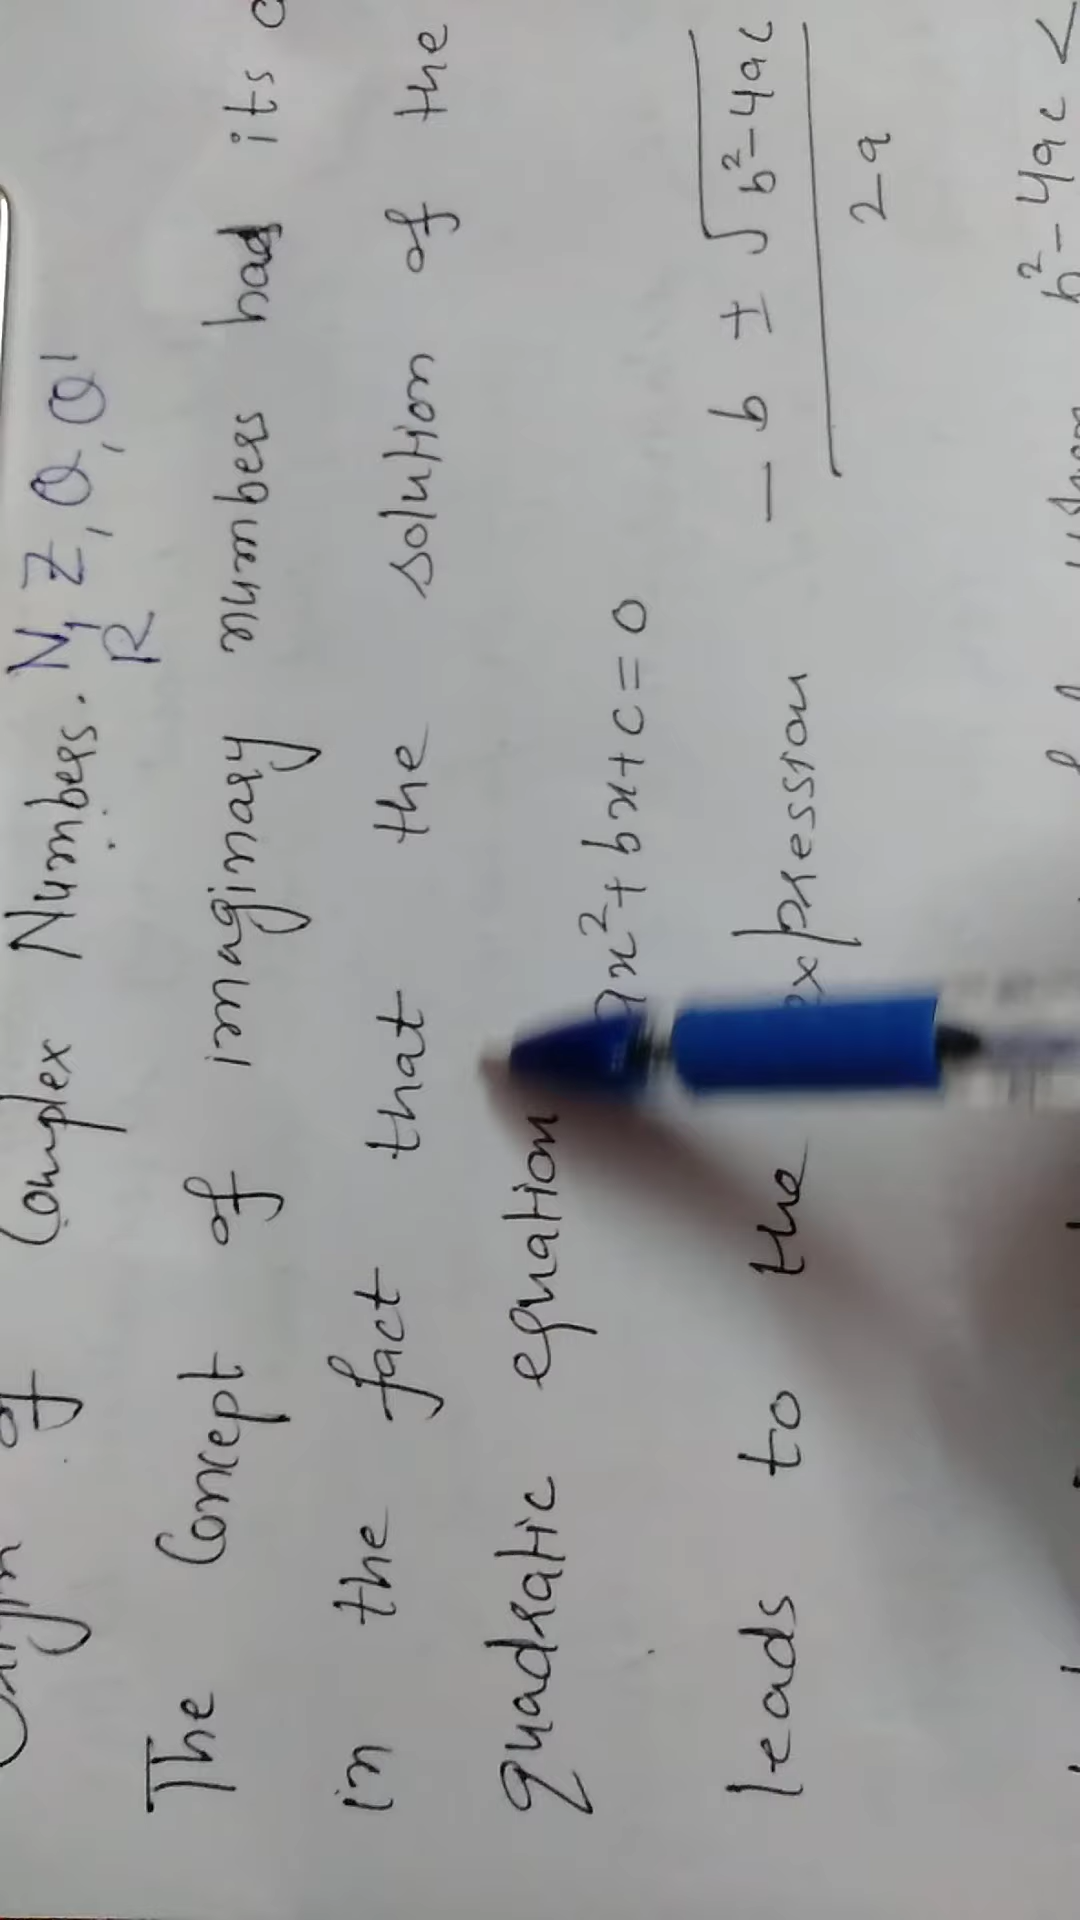 of Complex Numbers. N, Z, Q, Q'
R
The Concept of imaginary numbers had its
in the fact that the solution of the
quadratic equation ax²+bx+c=0
leads to the expression -b ± √b²-4ac
2a
b²-4ac <